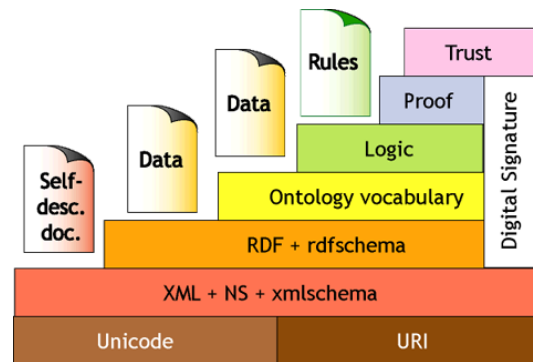 Trust
Rules
Proof
Data
Logic
Data
Ontology vocabulary
Digital Signature
Self-
desc.
doc.
RDF + rdfschema
XML + NS + xmlschema
Unicode
URI